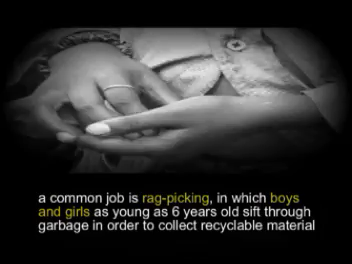 a common job is rag-picking, in which boys
and girls as young as 6 years old sift through
garbage in order to collect recyclable material